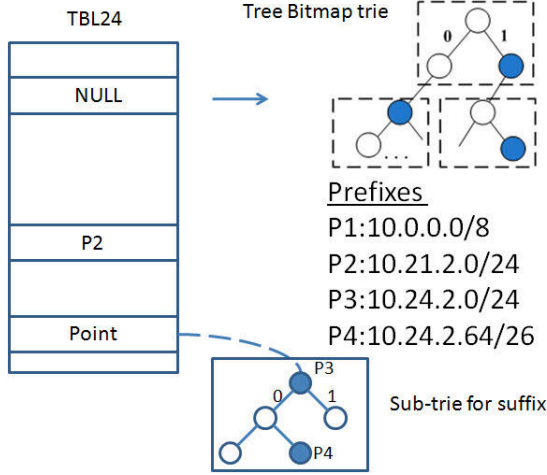 TBL24
Tree Bitmap trie
0 1
NULL
...
Prefixes
P1:10.0.0.0/8
P2
P2:10.21.2.0/24
P3:10.24.2.0/24
Point
P4:10.24.2.64/26
P3
0 1
P4
Sub-trie for suffix